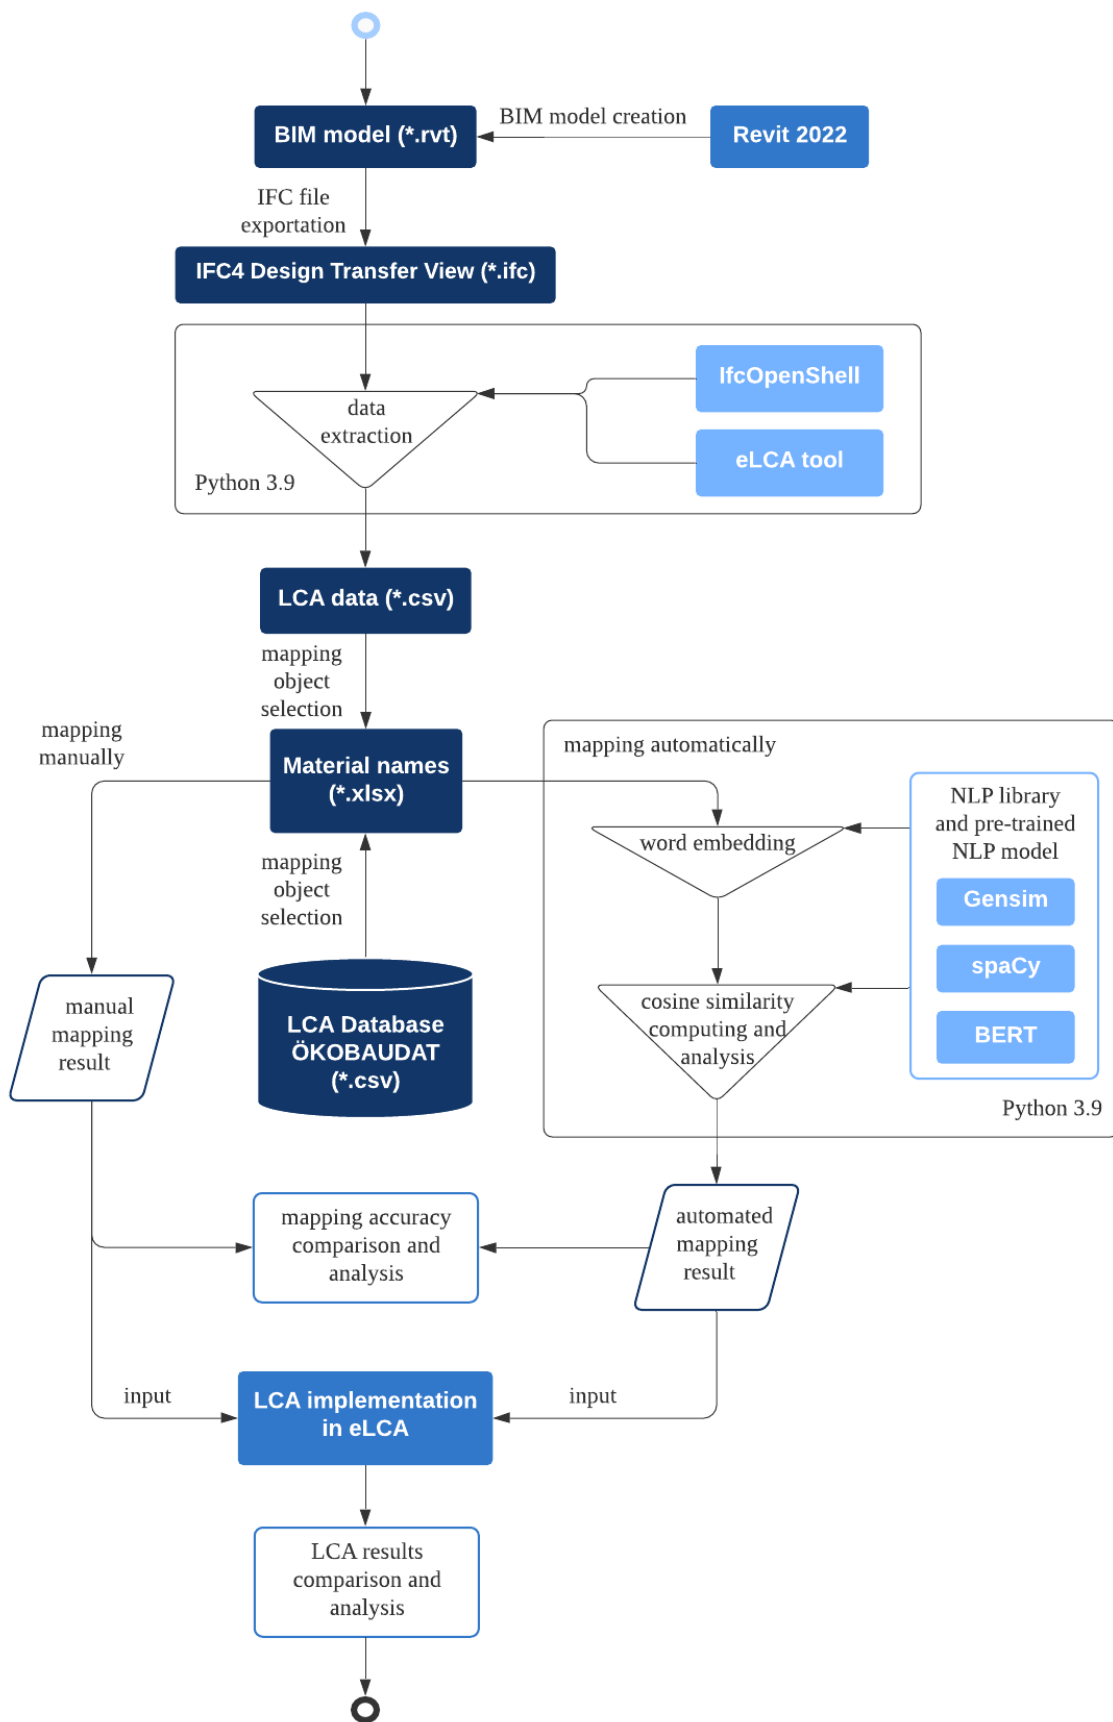 BIM model (*.rvt)
BIM model creation
Revit 2022
IFC file
exportation
IFC4 Design Transfer View (*.ifc)
data
extraction
IfcOpenShell
eLCA tool
Python 3.9
LCA data (*.csv)
mapping
object
selection
mapping
manually
Material names
(*.xlsx)
mapping automatically
word embedding
NLP library
and pre-trained
NLP model
Gensim
spaCy
BERT
mapping
object
selection
cosine similarity
computing and
analysis
Python 3.9
manual
mapping
result
LCA Database
ÖKOBAUDAT
(*.csv)
mapping accuracy
comparison and
analysis
automated
mapping
result
input
LCA implementation
in eLCA
input
LCA results
comparison and
analysis